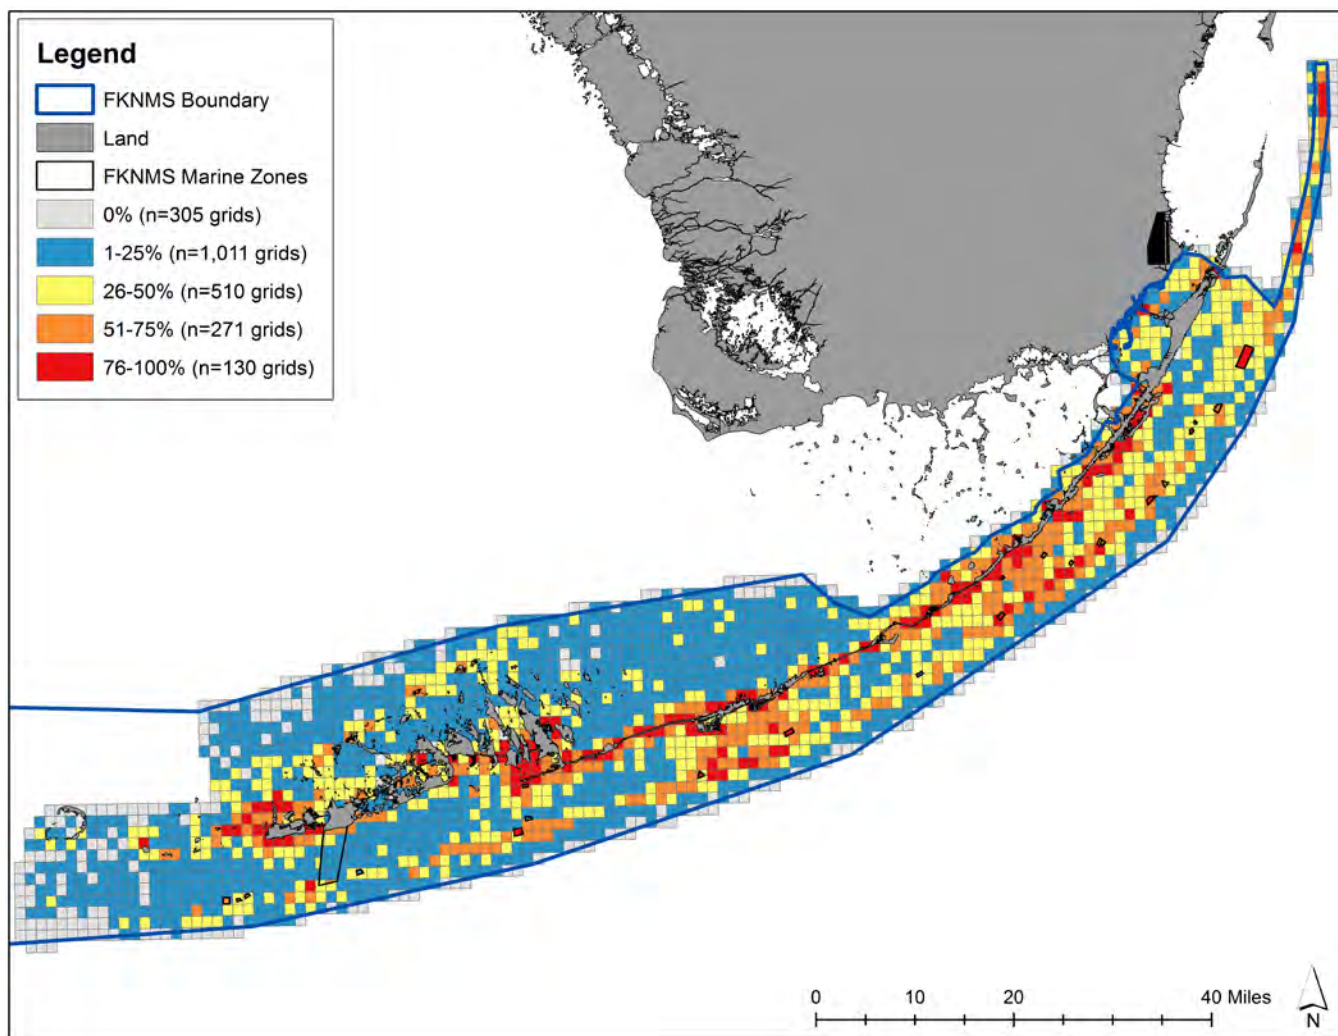 Legend
FKNMS Boundary
Land
FKNMS Marine Zones
0% (n=305 grids)
1-25% (n=1,011 grids)
26-50% (n=510 grids)
51-75% (n=271 grids)
76-100% (n=130 grids)
0 10 20 40 Miles
N